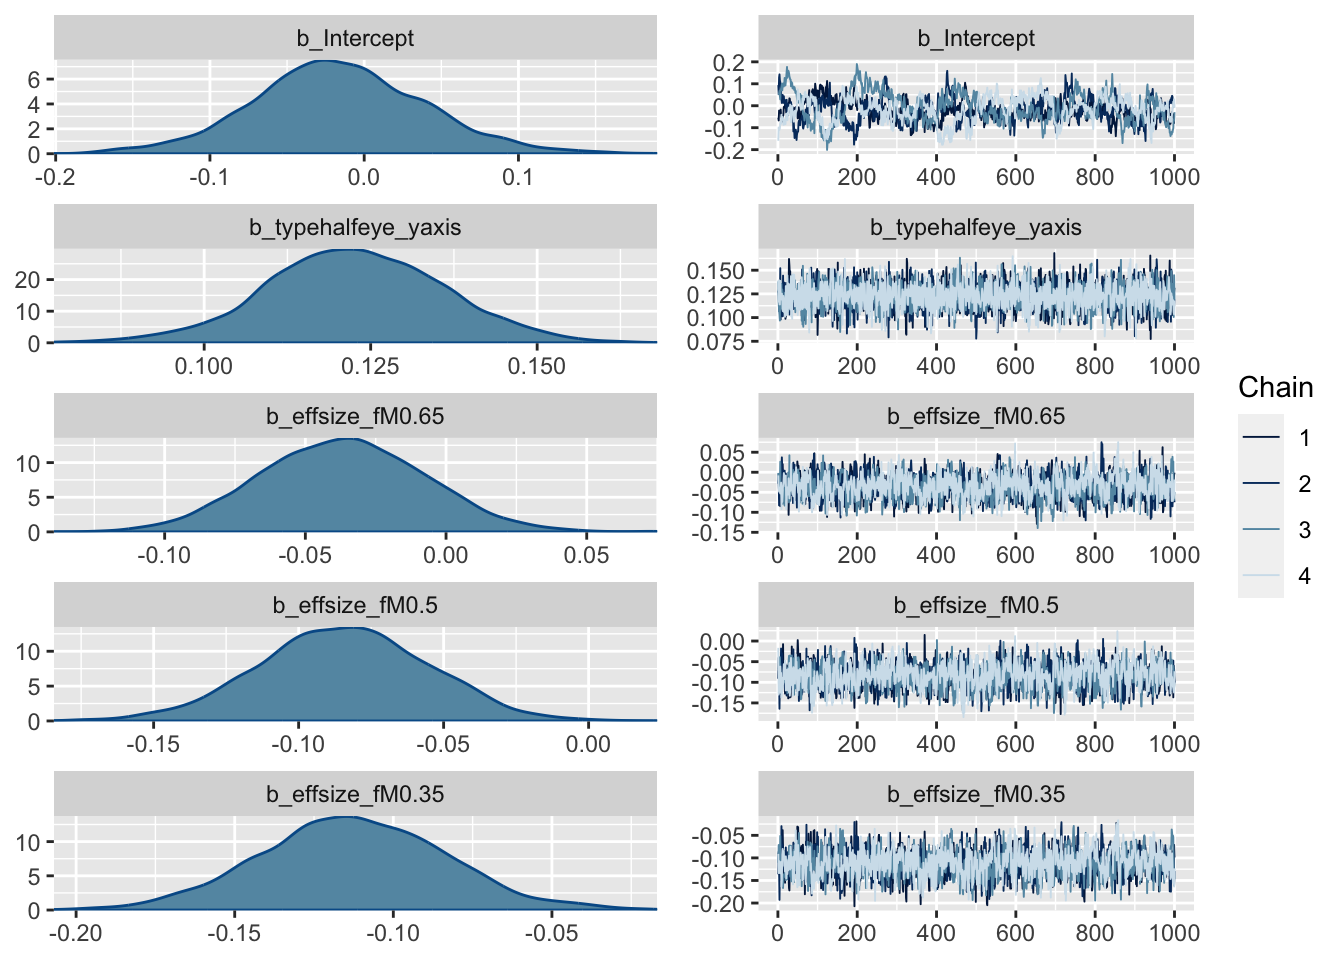 b_Intercept
6
4
2
0
-0.2 -0.1 0.0 0.1
b_Intercept
0.2
0.1
0.0
-0.1
-0.2
0 200 400 600 800 1000
b_typehalfeye_yaxis
20
10
0
0.100 0.125 0.150
b_typehalfeye_yaxis
0.150
0.125
0.100
0.075
0 200 400 600 800 1000
b_effsize_fM0.65
10
5
0
-0.10 -0.05 0.00 0.05
b_effsize_fM0.65
0.05
0.00
-0.05
-0.10
-0.15
0 200 400 600 800 1000
b_effsize_fM0.5
10
5
0
-0.15 -0.10 -0.05 0.00
b_effsize_fM0.5
0.00
-0.05
-0.10
-0.15
0 200 400 600 800 1000
b_effsize_fM0.35
10
5
0
-0.20 -0.15 -0.10 -0.05
b_effsize_fM0.35
-0.05
-0.10
-0.15
-0.20
0 200 400 600 800 1000
Chain
1
2
3
4